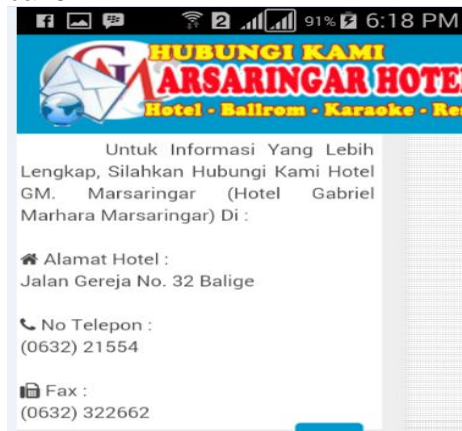 91% 6:18 PM
HUBUNGI KAMI
MARSARINGAR HOTE
Hotel - Ballrom - Karaoke - Re
Untuk Informasi Yang Lebih
Lengkap, Silahkan Hubungi Kami Hotel
GM. Marsaringar (Hotel Gabriel
Marhara Marsaringar) Di :
Alamat Hotel :
Jalan Gereja No. 32 Balige
No Telepon :
(0632) 21554
Fax :
(0632) 322662